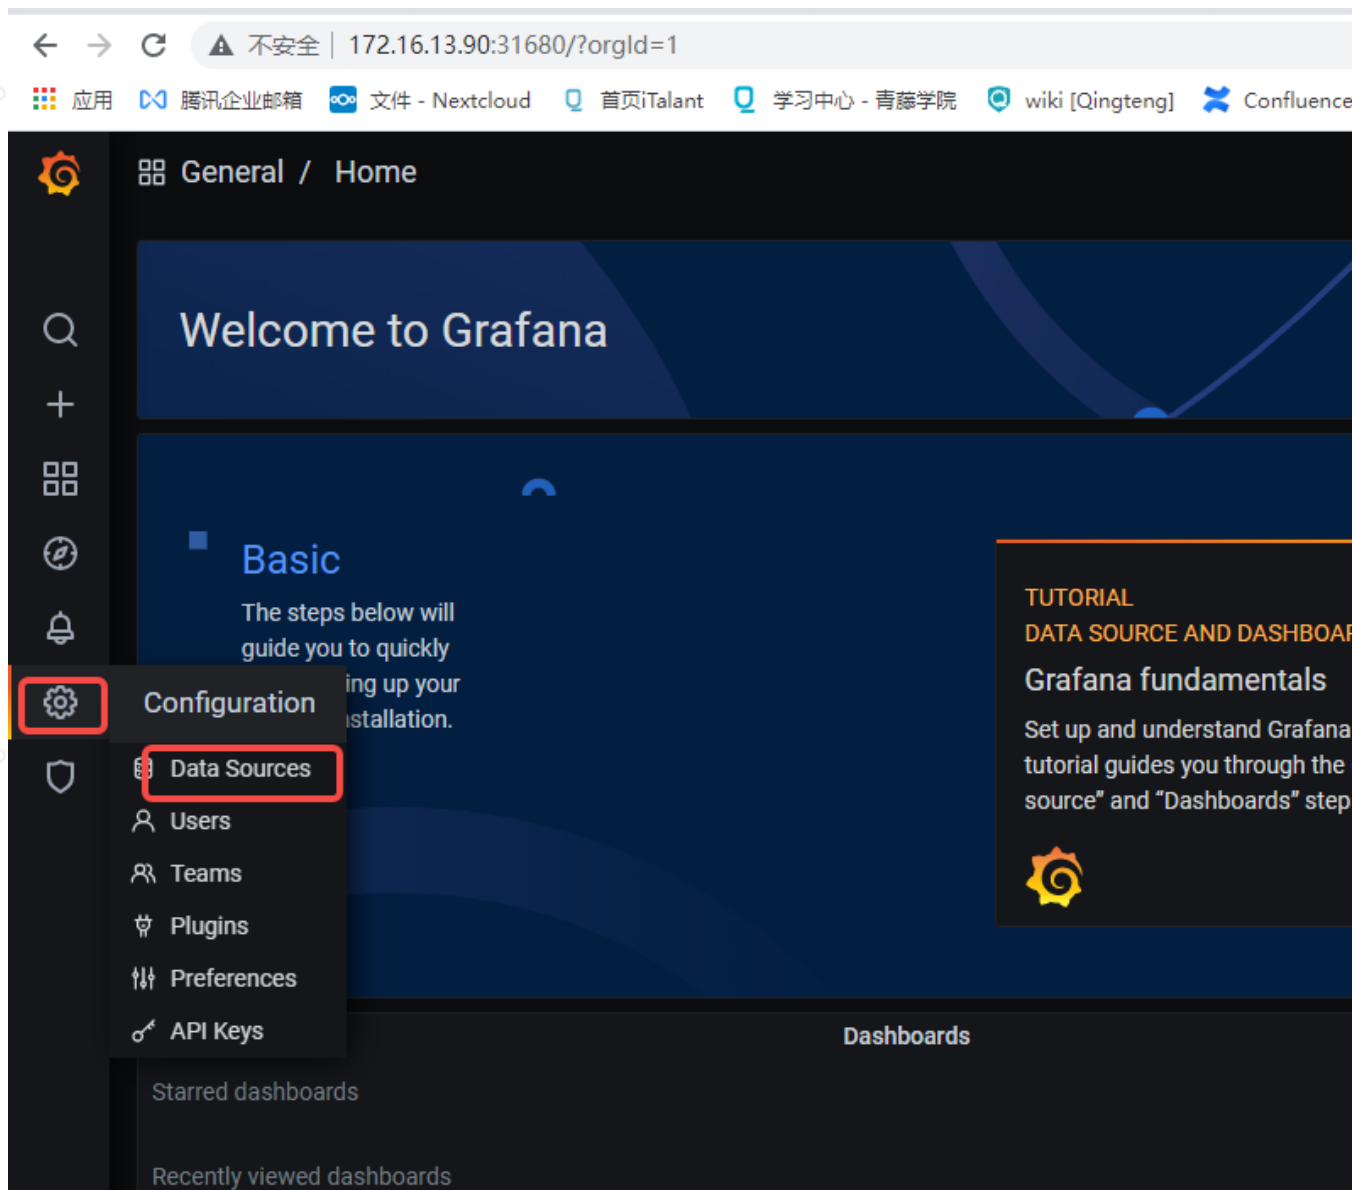 不安全 172.16.13.90:31680/?orgId=1
应用 腾讯企业邮箱 文件 - Nextcloud 首页iTalant 学习中心 - 青藤学院 wiki [Qingteng] Confluence
General / Home
Welcome to Grafana
Basic
The steps below will
guide you to quickly
ing up your
stallation.
TUTORIAL
DATA SOURCE AND DASHBOAR
Grafana fundamentals
Set up and understand Grafana
tutorial guides you through the
source” and “Dashboards” step
Configuration
Data Sources
Users
Teams
Plugins
Preferences
API Keys
Dashboards
Starred dashboards
Recently viewed dashboards